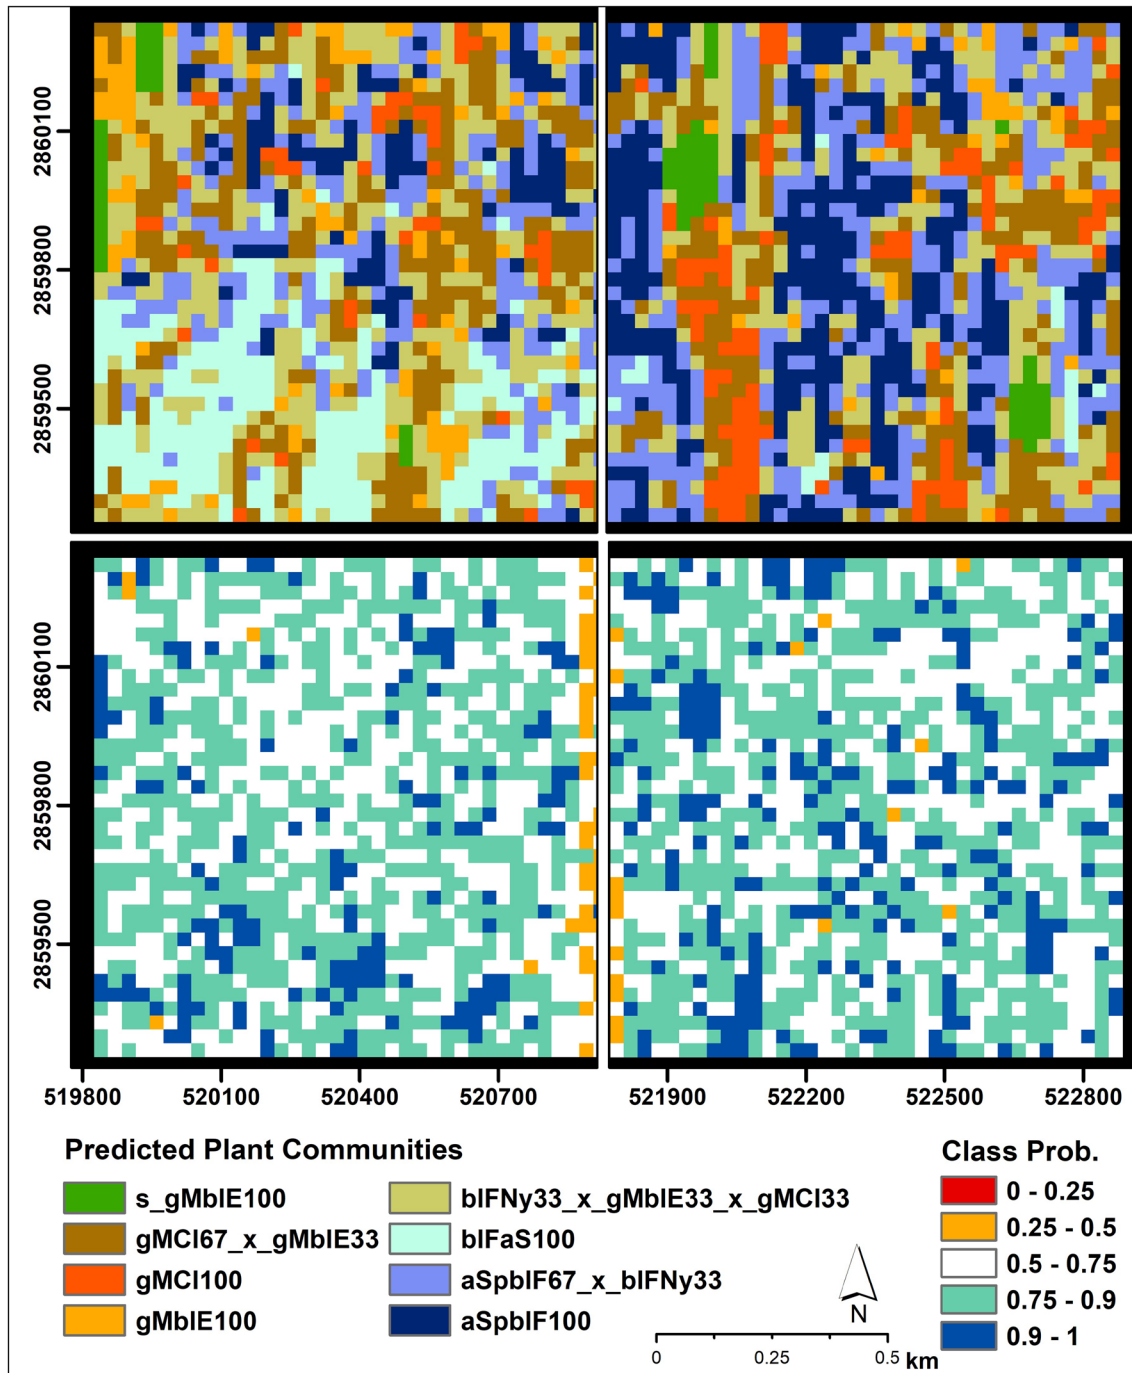 2860100
2859800
2859500
2860100
2859800
2859500
519800 520100 520400 520700 521900 522200 522500 522800
Predicted Plant Communities
s_gMblE100
gMCl67_x_gMblE33
gMCl100
gMblE100
blFNy33_x_gMblE33_x_gMCl33
blFaS100
aSpblF67_x_blFNy33
aSpblF100
N
0 0.25 0.5 km
Class Prob.
0 - 0.25
0.25 - 0.5
0.5 - 0.75
0.75 - 0.9
0.9 - 1